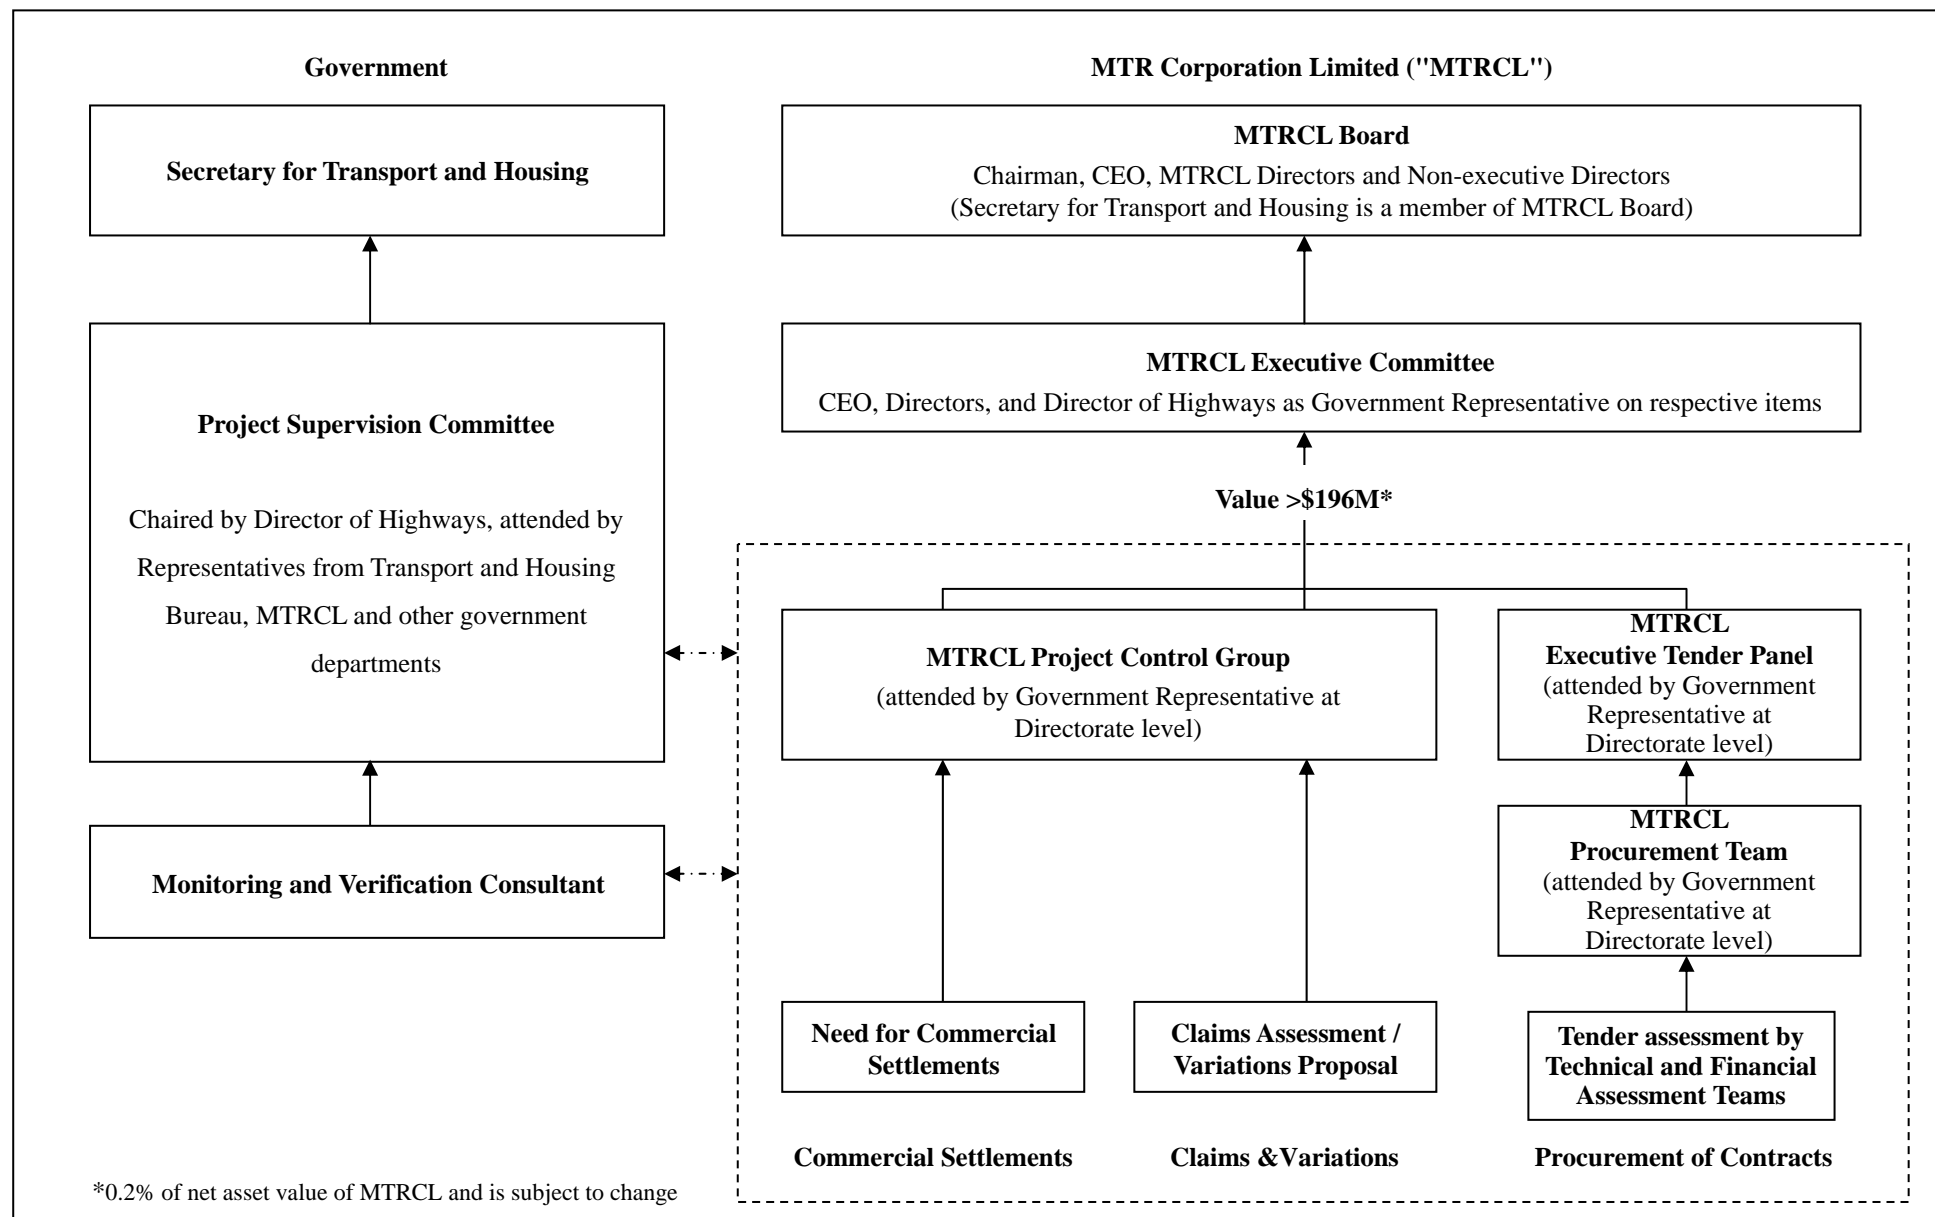 Government
MTR Corporation Limited ("MTRCL")
Secretary for Transport and Housing
MTRCL Board
Chairman, CEO, MTRCL Directors and Non-executive Directors
(Secretary for Transport and Housing is a member of MTRCL Board)
Project Supervision Committee
Chaired by Director of Highways, attended by
Representatives from Transport and Housing
Bureau, MTRCL and other government
departments
MTRCL Executive Committee
CEO, Directors, and Director of Highways as Government Representative on respective items
Value >$196M*
MTRCL Project Control Group
(attended by Government Representative at
Directorate level)
MTRCL
Executive Tender Panel
(attended by Government
Representative at
Directorate level)
Monitoring and Verification Consultant
MTRCL
Procurement Team
(attended by Government
Representative at
Directorate level)
Need for Commercial
Settlements
Claims Assessment /
Variations Proposal
Tender assessment by
Technical and Financial
Assessment Teams
Commercial Settlements
Claims &Variations
Procurement of Contracts
*0.2% of net asset value of MTRCL and is subject to change